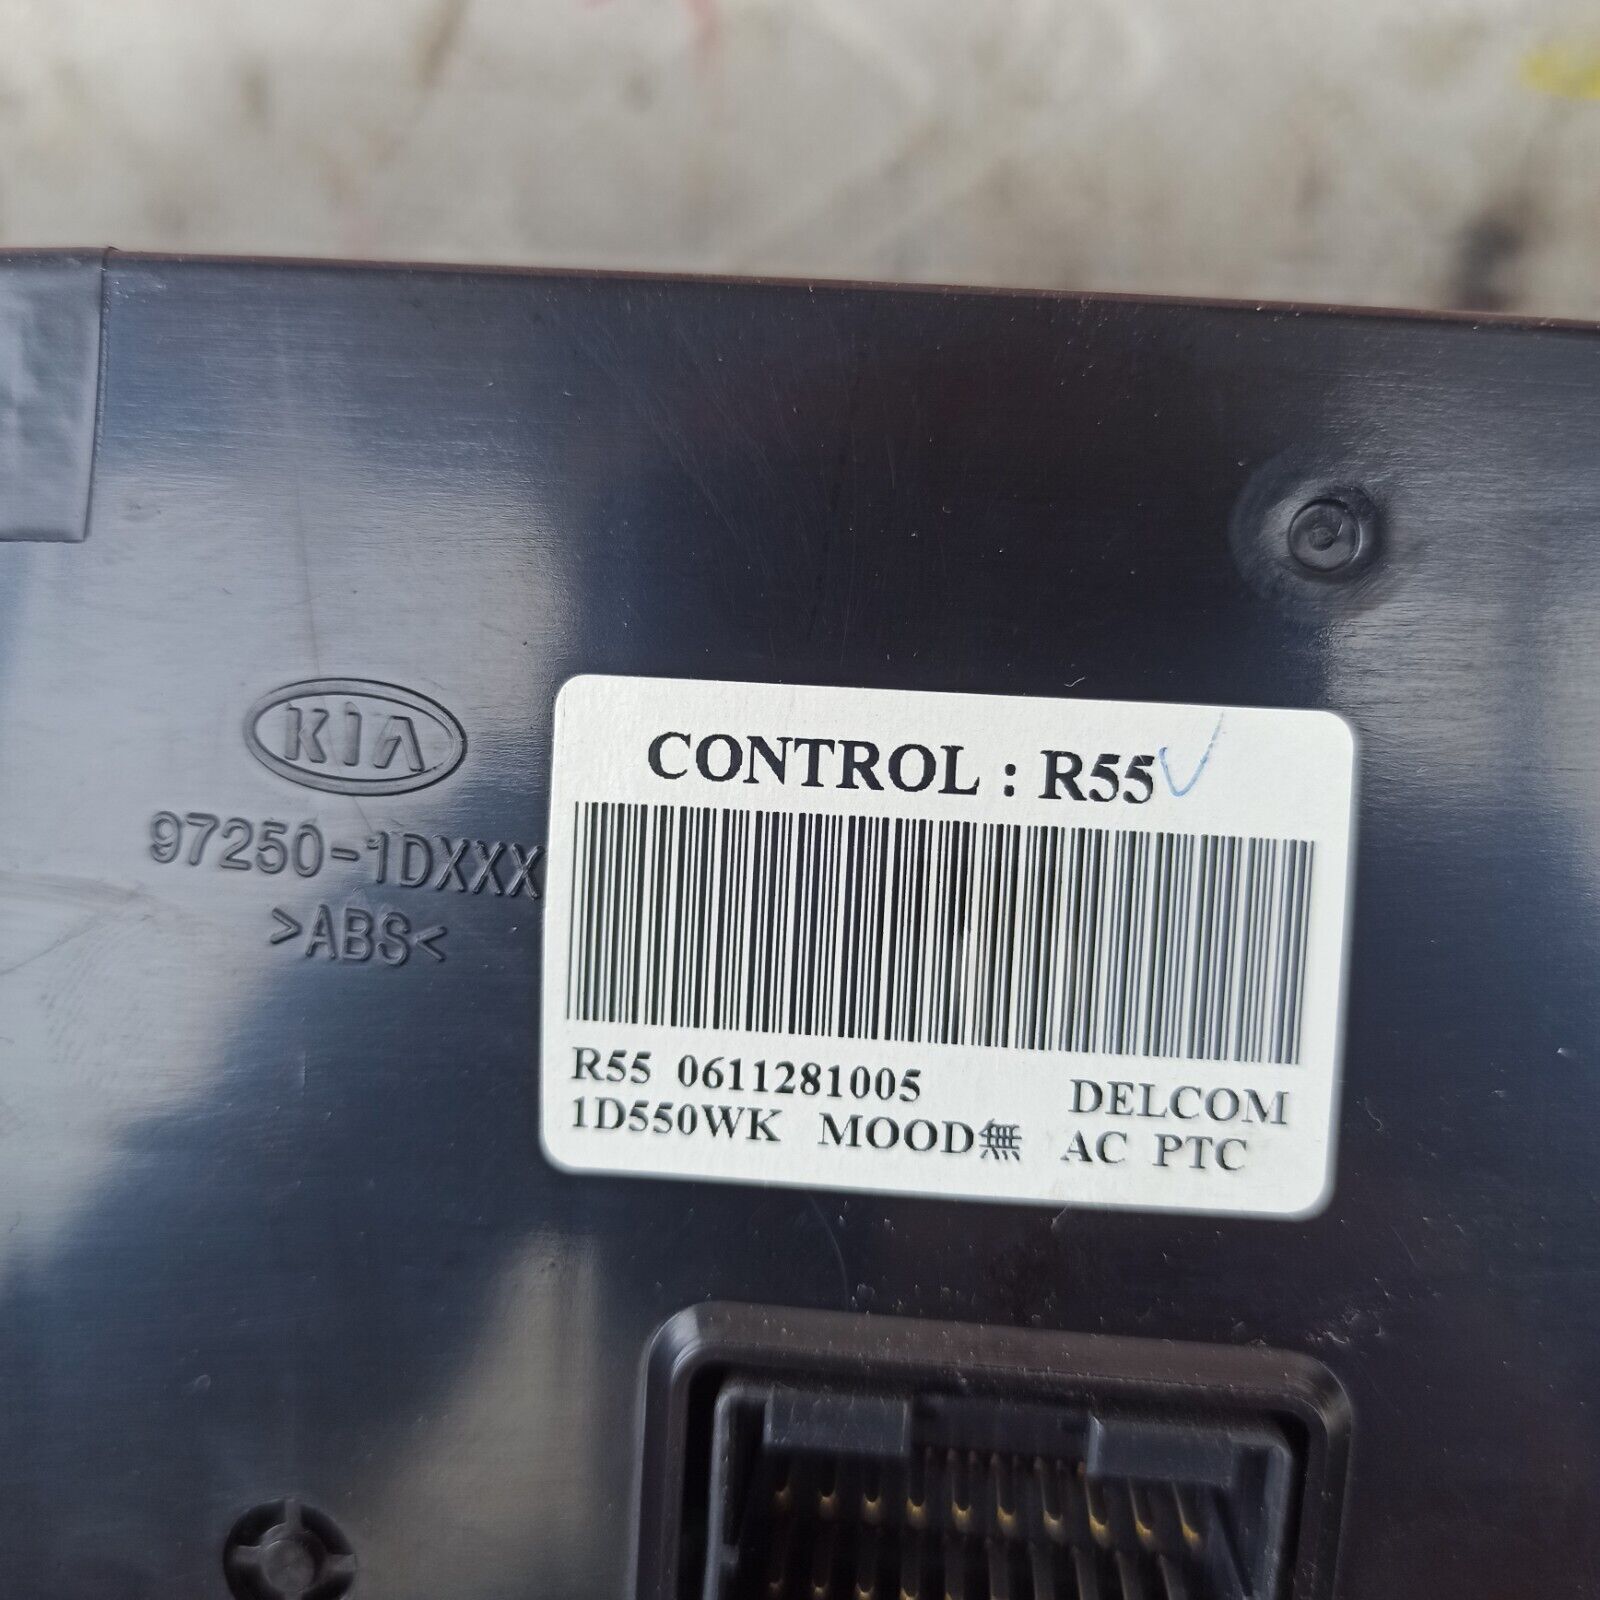 KIA
97250-1DXXX
>ABS<
CONTROL : R55
R55 0611281005 DELCOM
1D550WK MOOD無 AC PTC